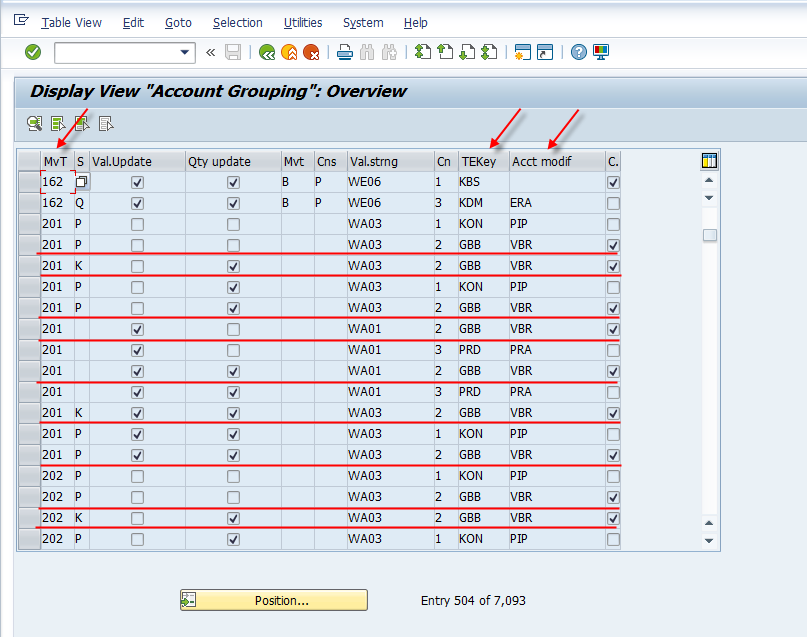 Table View Edit Goto Selection Utilities System Help
Display View "Account Grouping": Overview
MvT S Val.Update Qty update Mvt Cns Val.strng Cn TEKey Acct modif C.
162 B P WE06 1 KBS
162 Q B P WE06 3 KDM ERA
201 P WA03 1 KON PIP
201 P WA03 2 GBB VBR
201 K WA03 2 GBB VBR
201 P WA03 1 KON PIP
201 P WA03 2 GBB VBR
201 WA01 2 GBB VBR
201 WA01 3 PRD PRA
201 WA01 2 GBB VBR
201 WA01 3 PRD PRA
201 K WA03 2 GBB VBR
201 P WA03 1 KON PIP
201 P WA03 2 GBB VBR
202 P WA03 1 KON PIP
202 P WA03 2 GBB VBR
202 K WA03 2 GBB VBR
202 P WA03 1 KON PIP
Position... Entry 504 of 7,093